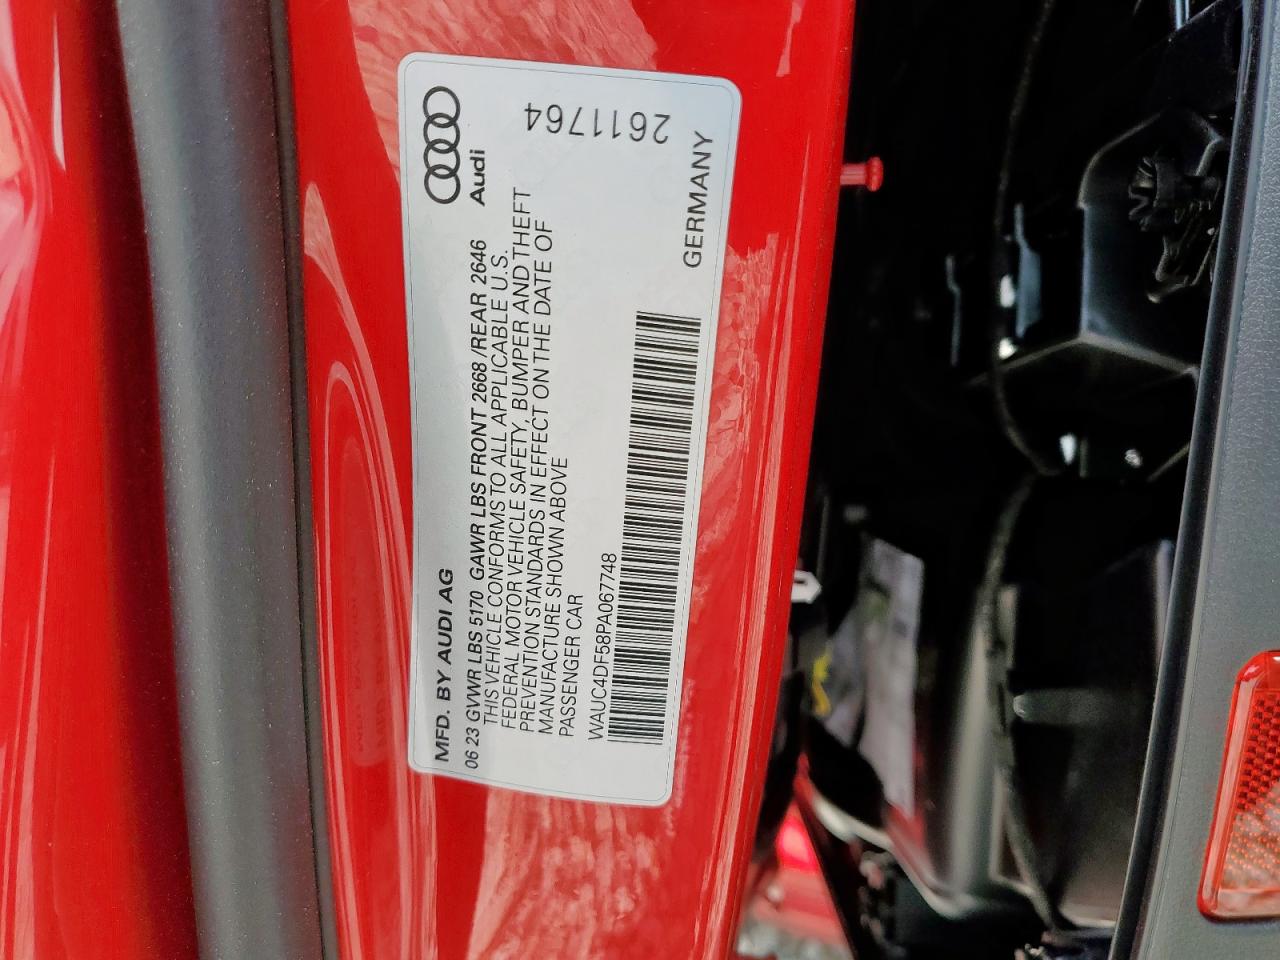 MFD. BY AUDI AG
Audi
06 23 GVWR LBS 5170 GAWR LBS FRONT 2668 /REAR 2646
THIS VEHICLE CONFORMS TO ALL APPLICABLE U.S.
FEDERAL MOTOR VEHICLE SAFETY, BUMPER AND THEFT
PREVENTION STANDARDS IN EFFECT ON THE DATE OF
MANUFACTURE SHOWN ABOVE
PASSENGER CAR
WAUC4DF58PA067748
GERMANY
2611764